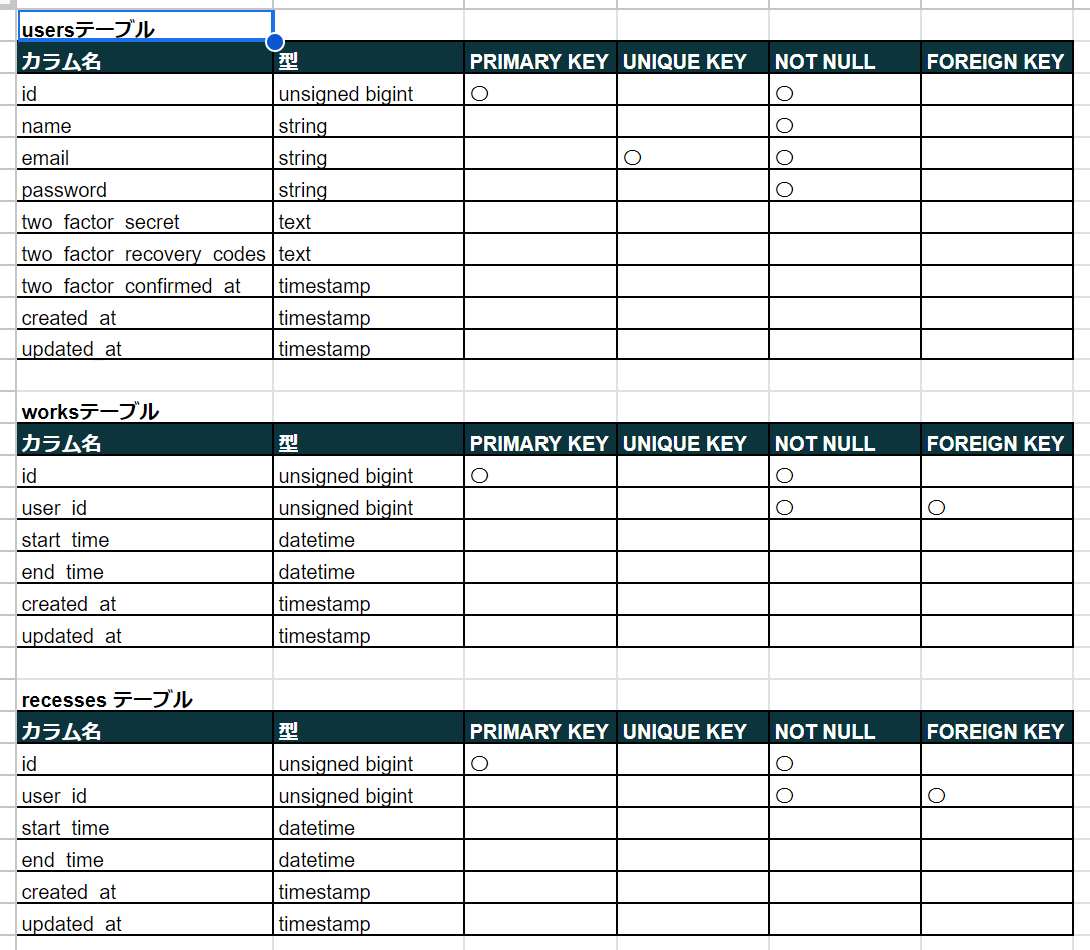 usersテーブル
カラム名 型 PRIMARY KEY UNIQUE KEY NOT NULL FOREIGN KEY
id unsigned bigint 〇 〇
name string 〇
email string 〇 〇
password string 〇
two_factor_secret text
two_factor_recovery_codes text
two_factor_confirmed_at timestamp
created_at timestamp
updated_at timestamp
worksテーブル
カラム名 型 PRIMARY KEY UNIQUE KEY NOT NULL FOREIGN KEY
id unsigned bigint 〇 〇
user_id unsigned bigint 〇 〇
start_time datetime
end_time datetime
created_at timestamp
updated_at timestamp
recesses テーブル
カラム名 型 PRIMARY KEY UNIQUE KEY NOT NULL FOREIGN KEY
id unsigned bigint 〇 〇
user_id unsigned bigint 〇 〇
start_time datetime
end_time datetime
created_at timestamp
updated_at timestamp